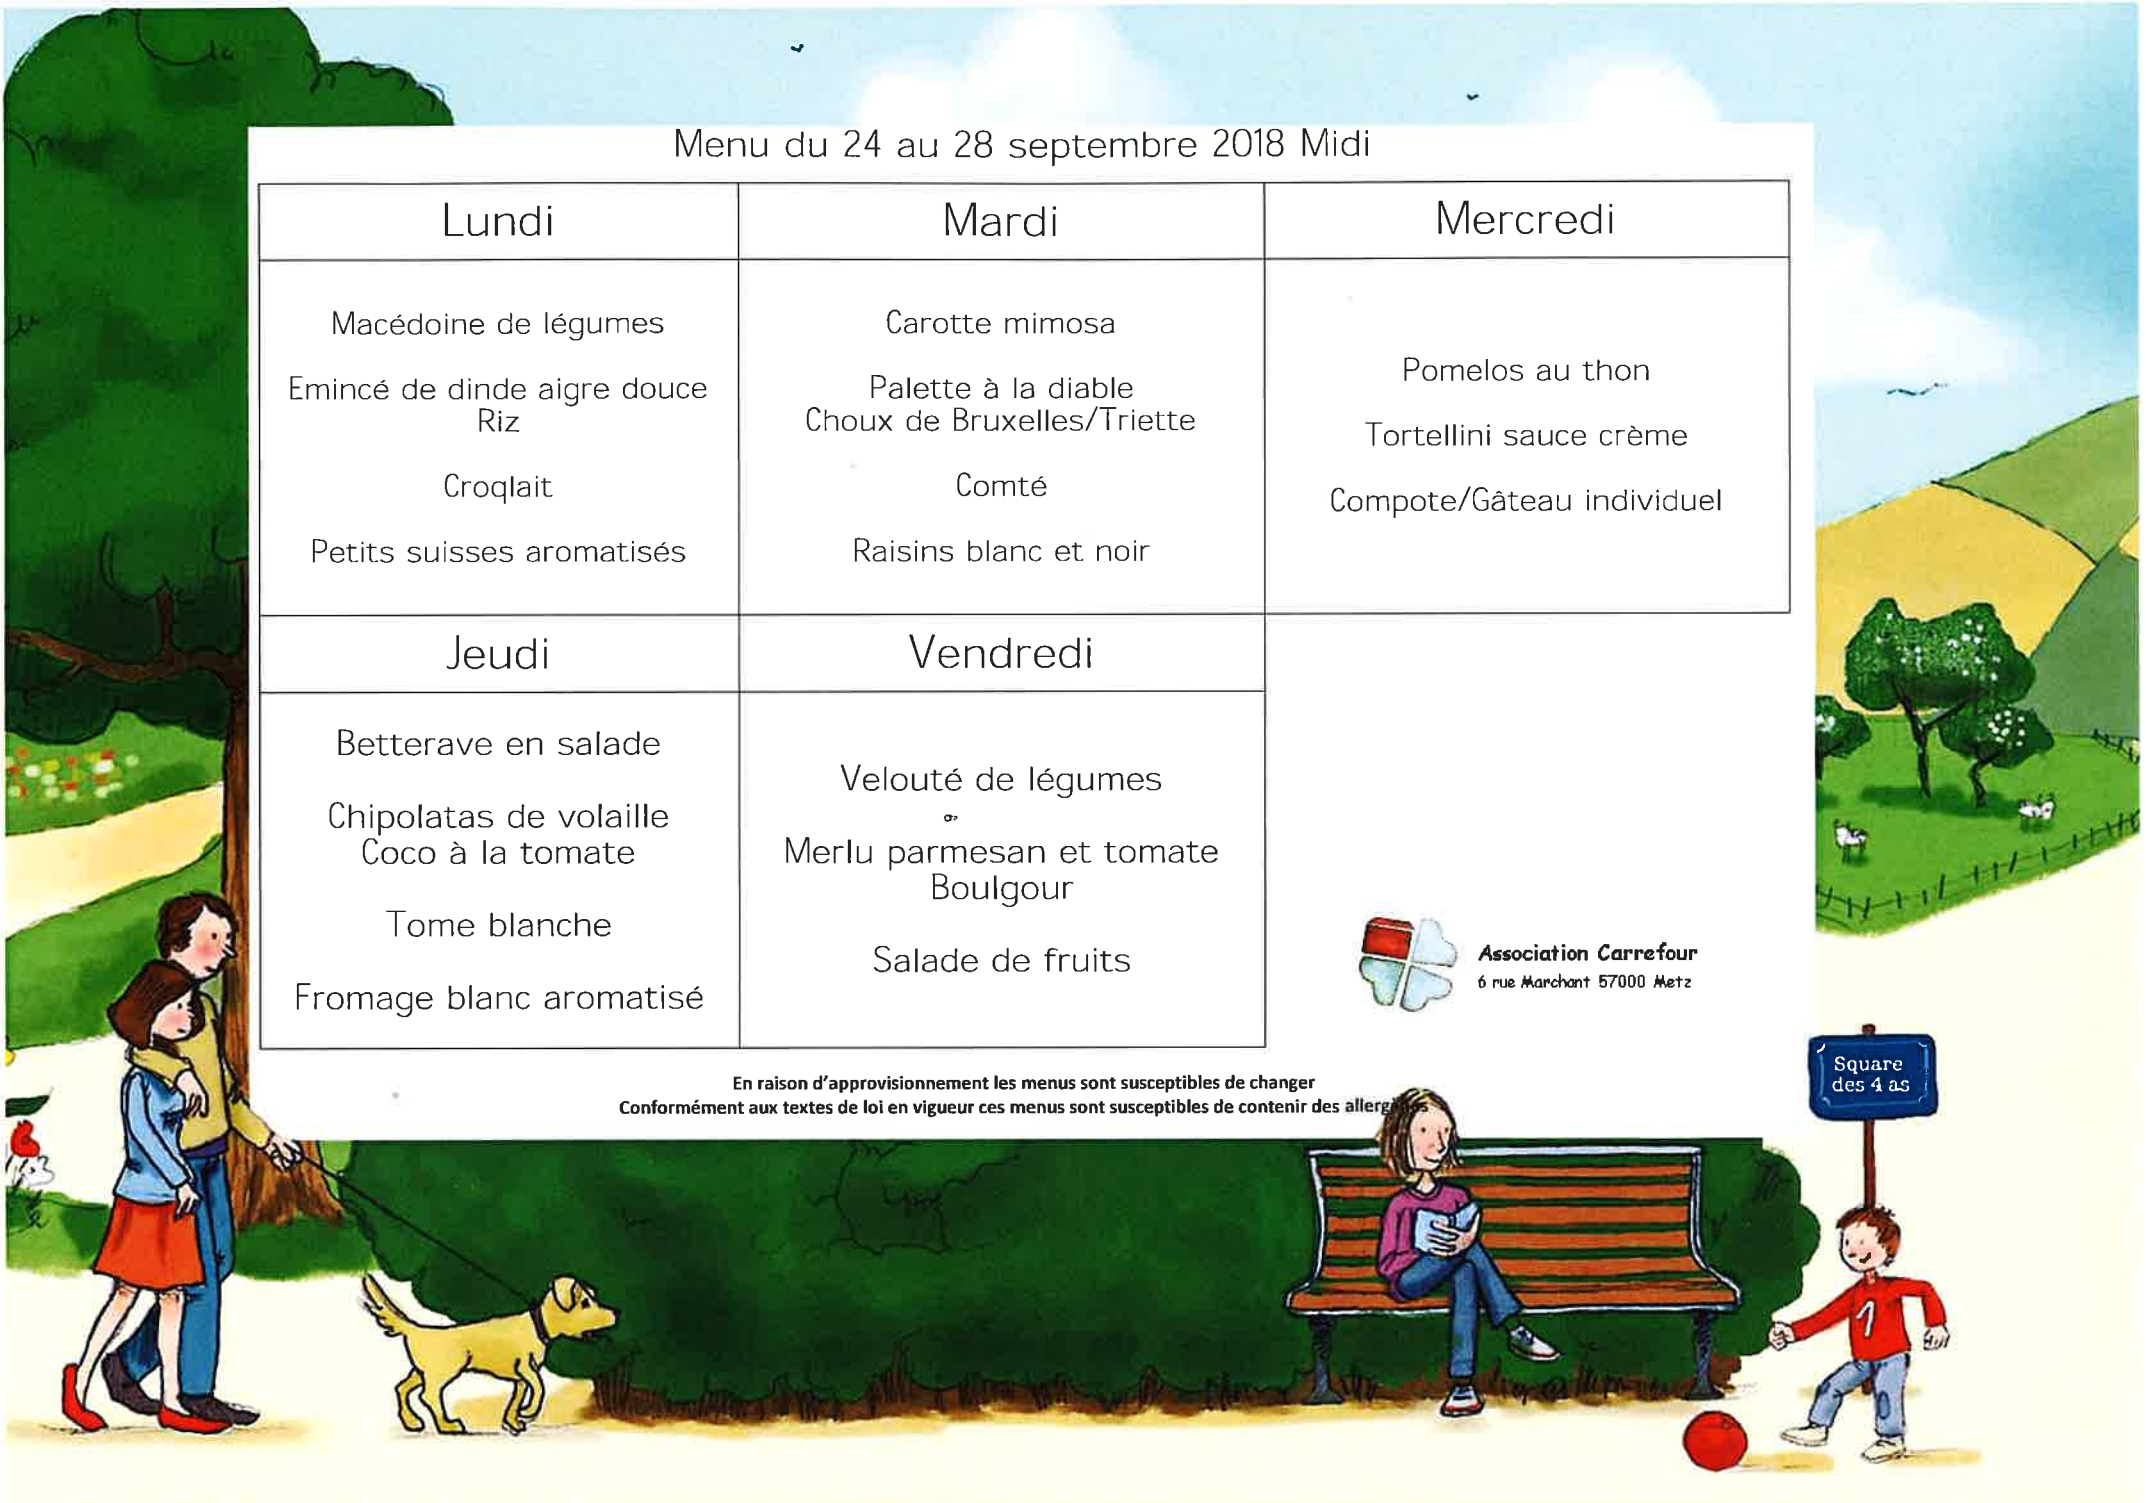 Menu du 24 au 28 septembre 2018 Midi
Lundi
Mardi
Mercredi
Macédoine de légumes
Emincé de dinde aigre douce
Riz
Croqlait
Petits suisses aromatisés
Carotte mimosa
Palette à la diable
Choux de Bruxelles/Triette
Comté
Raisins blanc et noir
Pomelos au thon
Tortellini sauce crème
Compote/Gâteau individuel
Jeudi
Vendredi
Betterave en salade
Chipolatas de volaille
Coco à la tomate
Tome blanche
Fromage blanc aromatisé
Velouté de légumes
Merlu parmesan et tomate
Boulgour
Salade de fruits
Association Carrefour
6 rue Marchant 57000 Metz
En raison d'approvisionnement les menus sont susceptibles de changer
Conformément aux textes de loi en vigueur ces menus sont susceptibles de contenir des
Square
des 4 as
1